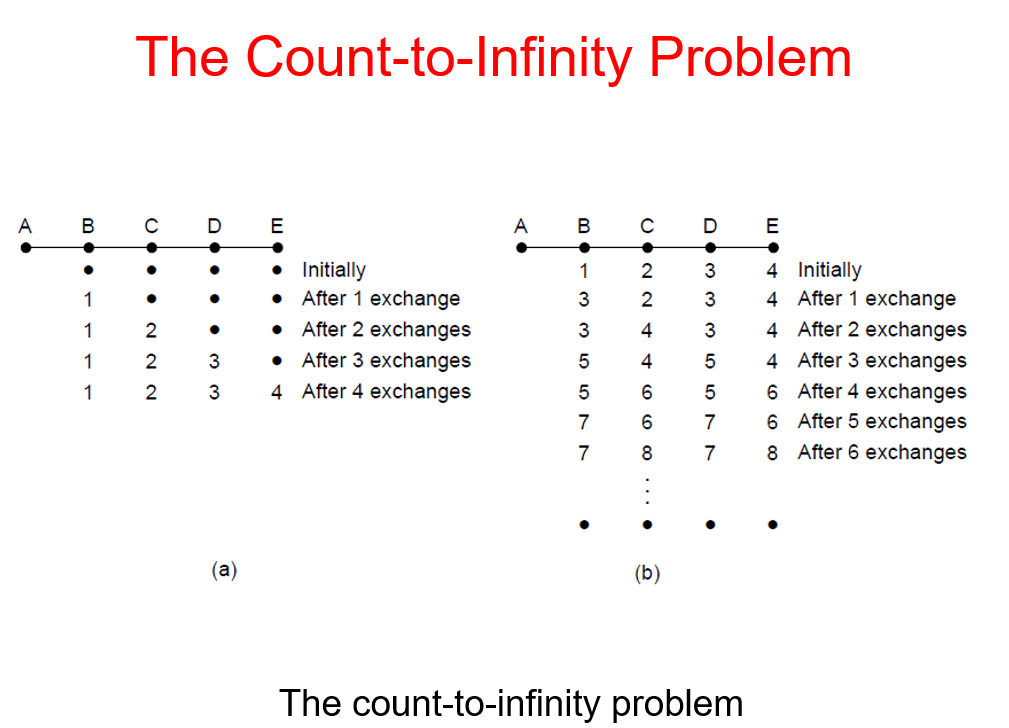 The Count-to-Infinity Problem
A B C D E
• • • • Initially
1 • • • After 1 exchange
1 2 • • After 2 exchanges
1 2 3 • After 3 exchanges
1 2 3 4 After 4 exchanges
(a)
A B C D E
1 2 3 4 Initially
3 2 3 4 After 1 exchange
3 4 3 4 After 2 exchanges
5 4 5 4 After 3 exchanges
5 6 5 6 After 4 exchanges
7 6 7 6 After 5 exchanges
7 8 7 8 After 6 exchanges
⋮
• • • •
(b)
The count-to-infinity problem